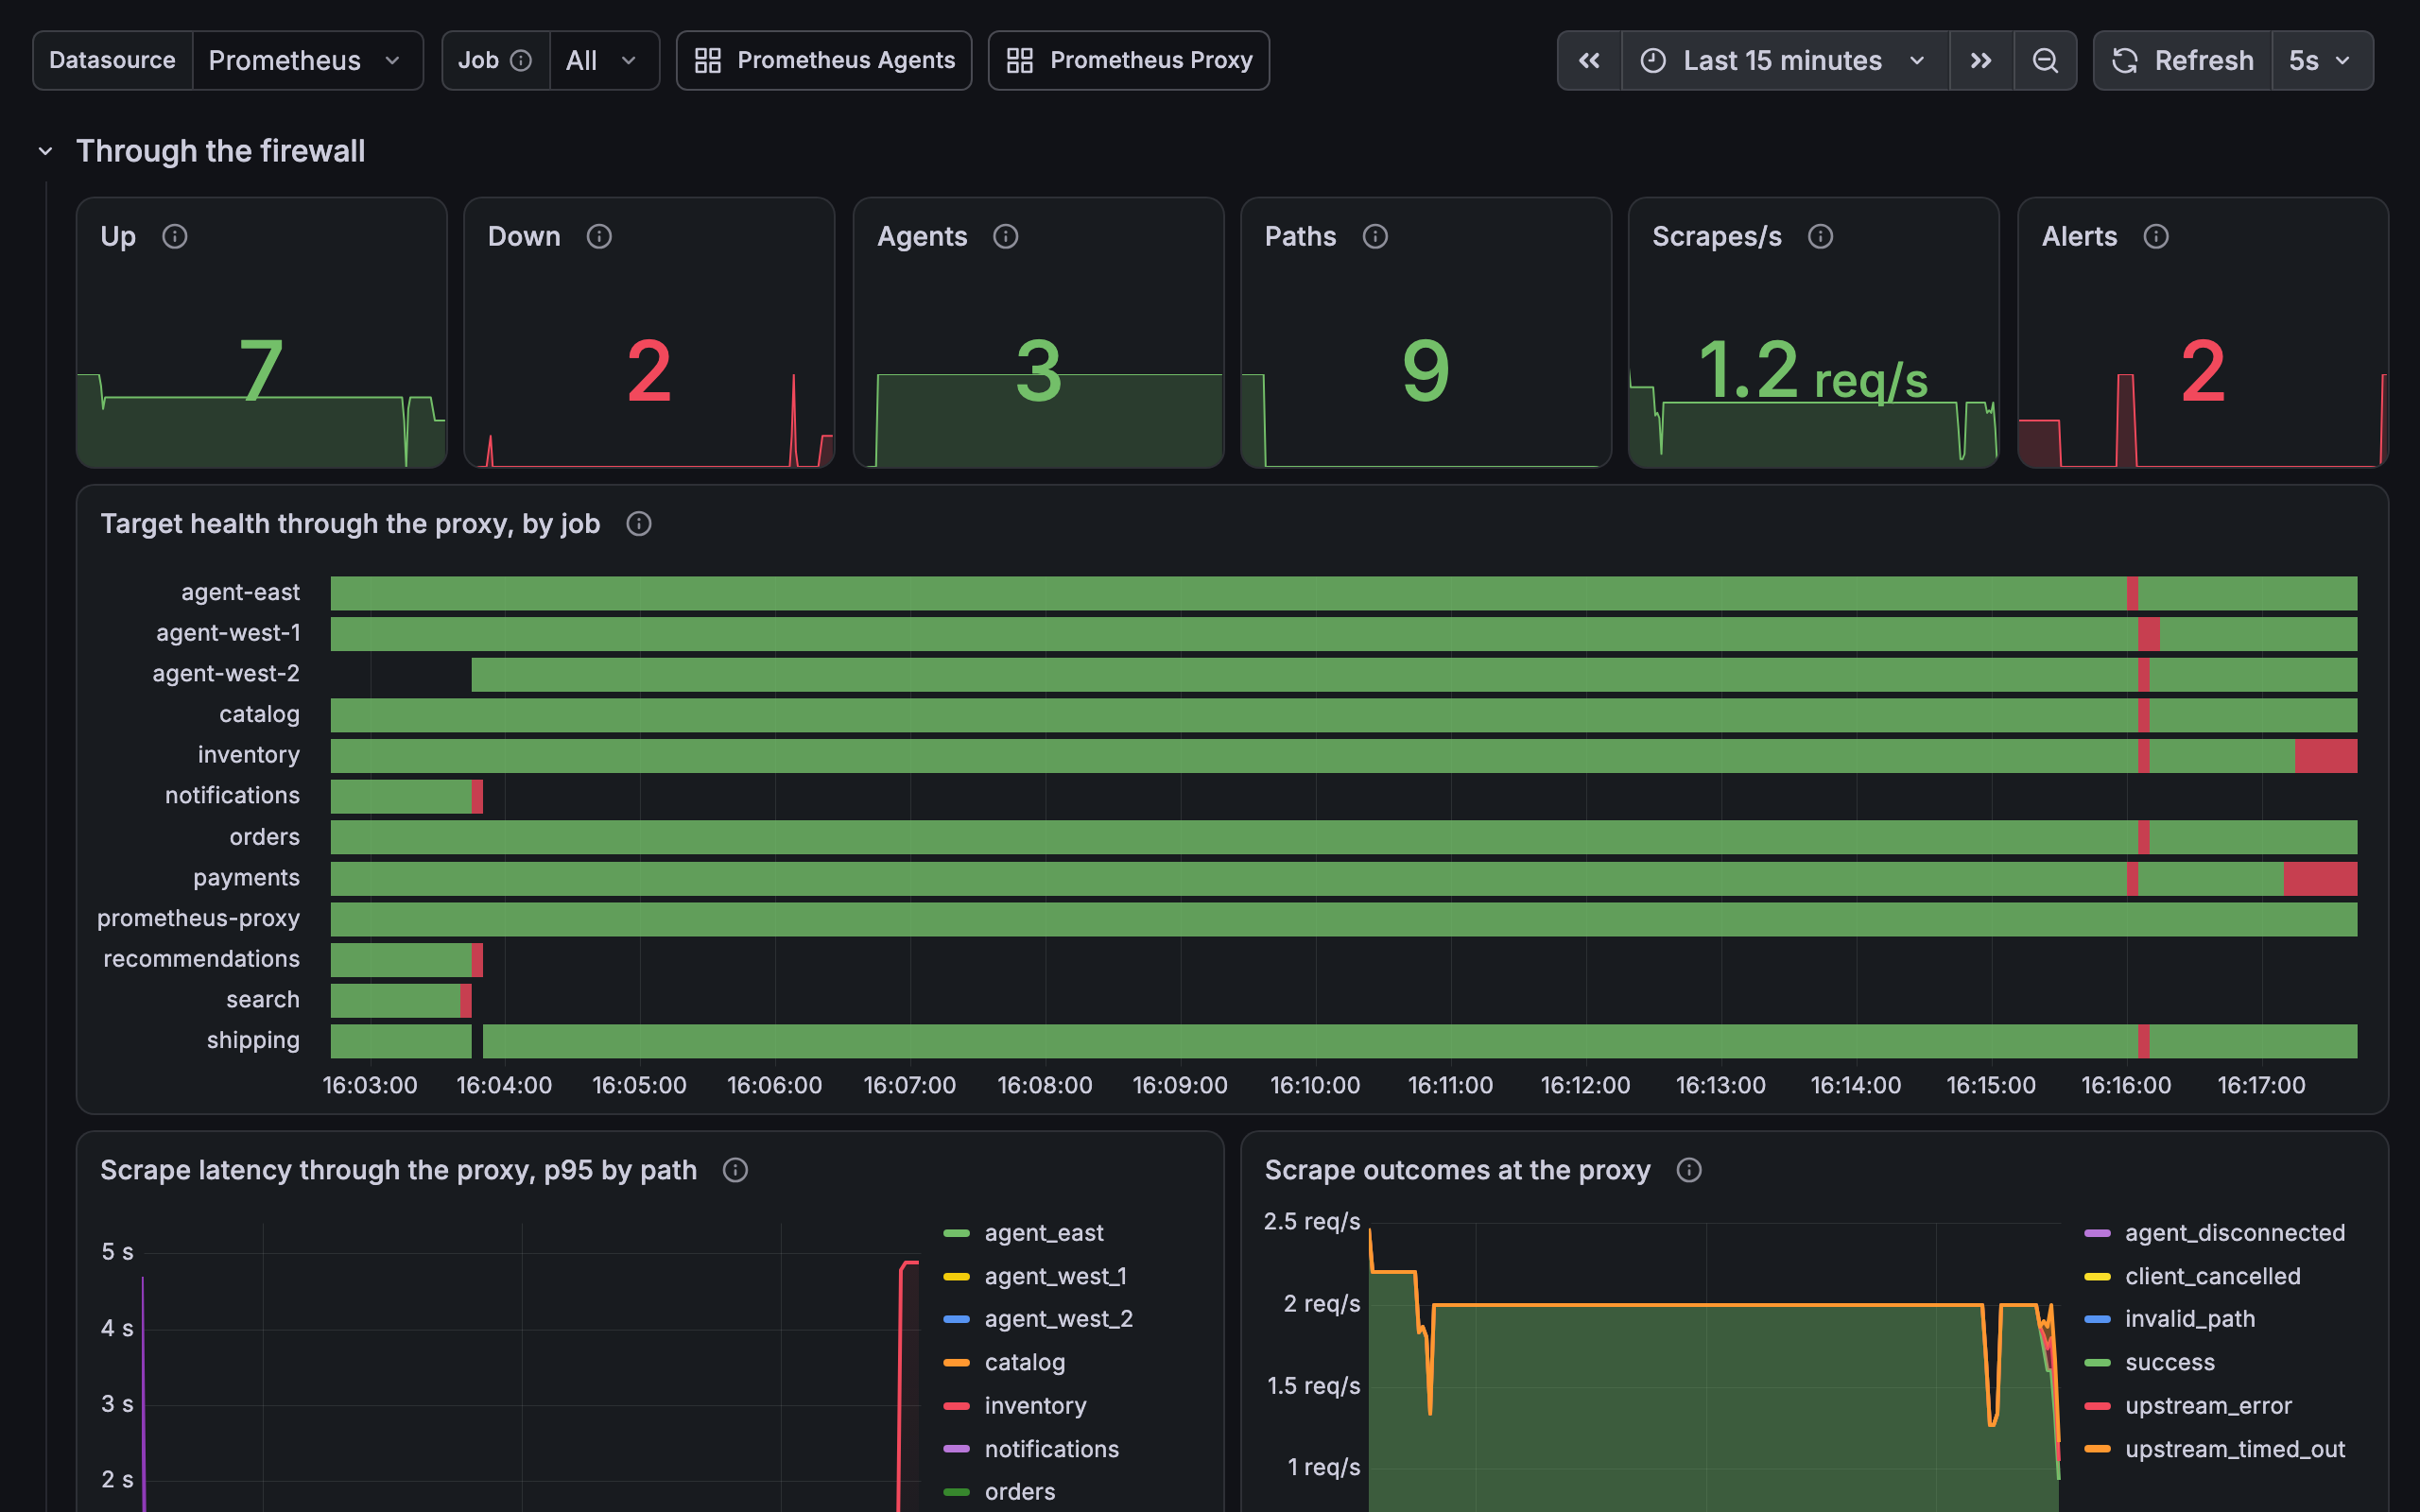 Datasource Prometheus Job All Prometheus Agents Prometheus Proxy Last 15 minutes Refresh 5s
Through the firewall
Up Down Agents Paths Scrapes/s Alerts
7 2 3 9 1.2 req/s 2
Target health through the proxy, by job
agent-east
agent-west-1
agent-west-2
catalog
inventory
notifications
orders
payments
prometheus-proxy
recommendations
search
shipping
16:03:00 16:04:00 16:05:00 16:06:00 16:07:00 16:08:00 16:09:00 16:10:00 16:11:00 16:12:00 16:13:00 16:14:00 16:15:00 16:16:00 16:17:00
Scrape latency through the proxy, p95 by path
5 s
4 s
3 s
2 s
agent_east
agent_west_1
agent_west_2
catalog
inventory
notifications
orders
Scrape outcomes at the proxy
2.5 req/s
2 req/s
1.5 req/s
1 req/s
agent_disconnected
client_cancelled
invalid_path
success
upstream_error
upstream_timed_out